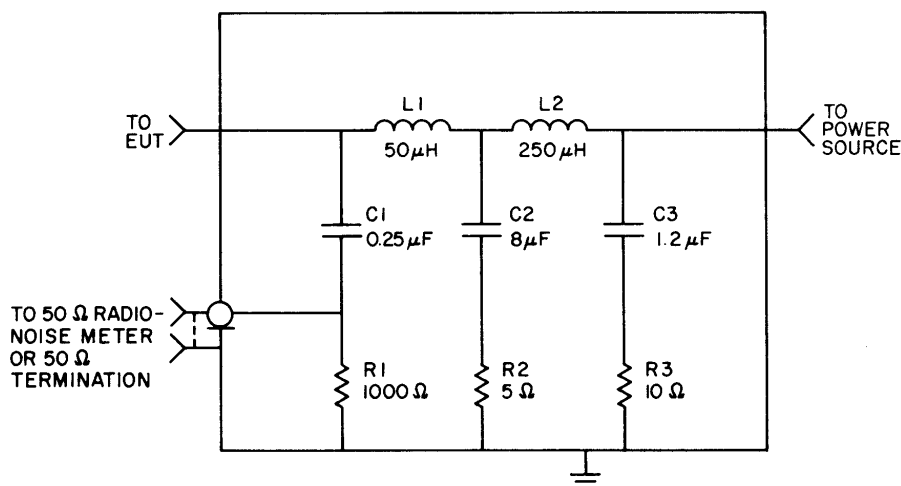 L1
L2
TO
EUT
50μH
250μH
TO
POWER
SOURCE
C1
0.25μF
C2
8μF
C3
1.2μF
TO 50 Ω RADIO-
NOISE METER
OR 50 Ω
TERMINATION
R1
1000 Ω
R2
5 Ω
R3
10 Ω